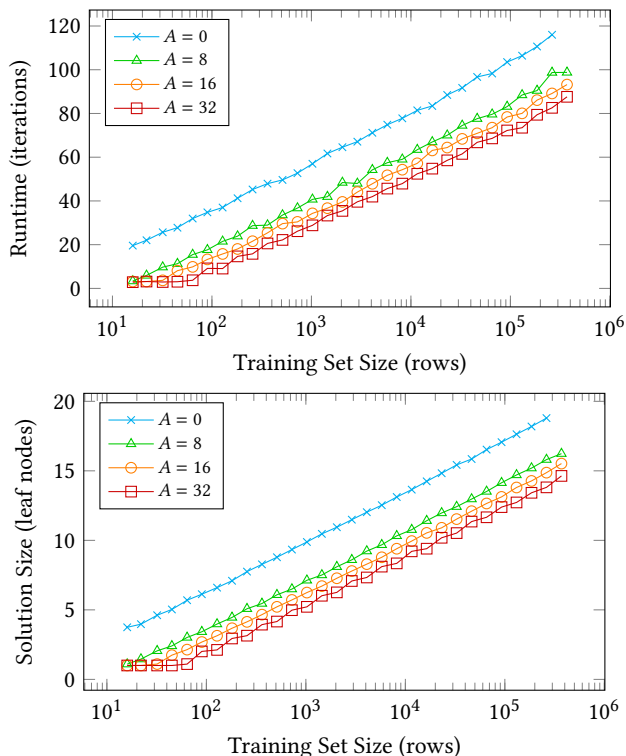 120
100
80
60
40
20
0
A = 0
A = 8
A = 16
A = 32
Runtime (iterations)
10^1 10^2 10^3 10^4 10^5 10^6
Training Set Size (rows)
20
15
10
5
0
A = 0
A = 8
A = 16
A = 32
Solution Size (leaf nodes)
10^1 10^2 10^3 10^4 10^5 10^6
Training Set Size (rows)